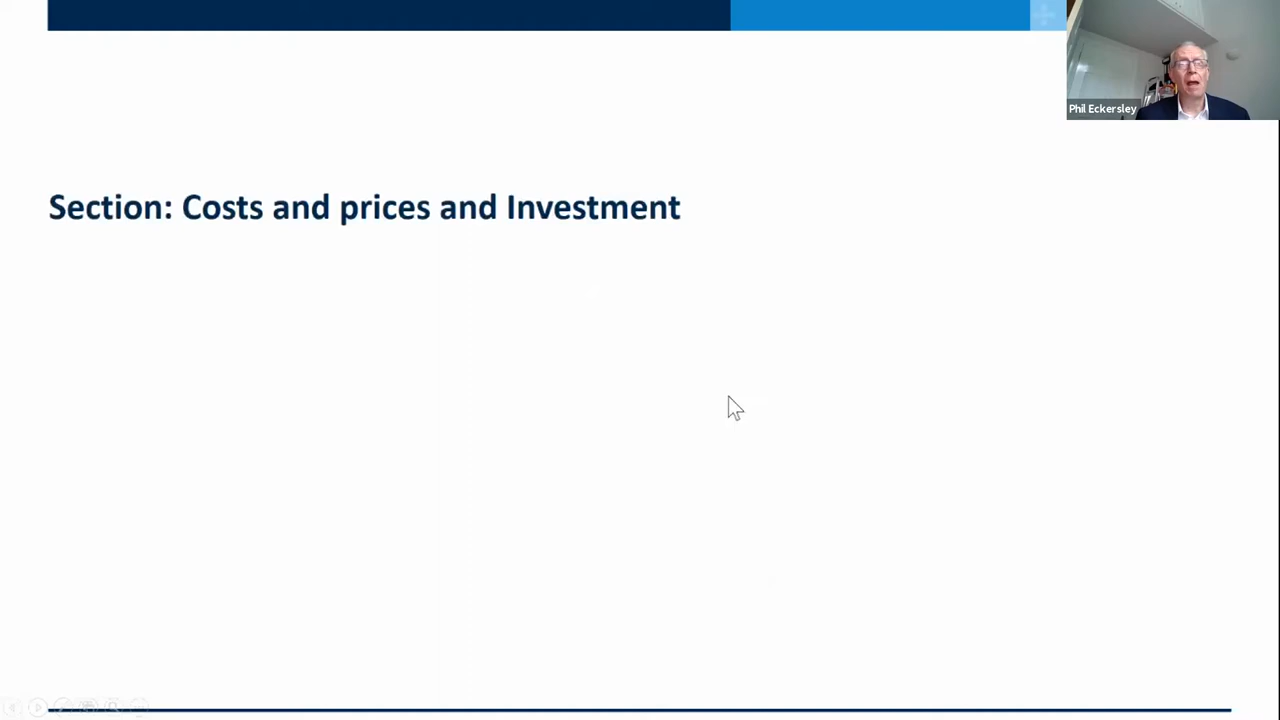 Phil Eckersley
Section: Costs and prices and Investment